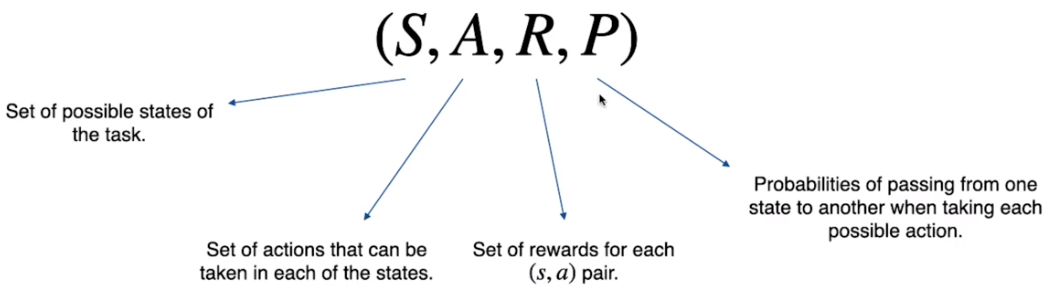 (S, A, R, P)
Set of possible states of
the task.
Set of actions that can be
taken in each of the states.
Set of rewards for each
(s, a) pair.
Probabilities of passing from one
state to another when taking each
possible action.